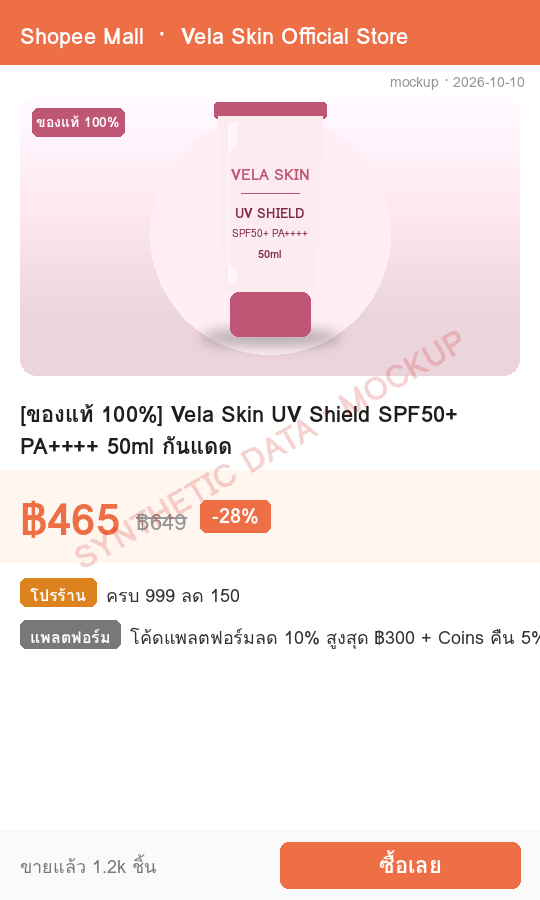 Shopee Mall · Vela Skin Official Store
mockup · 2026-10-10
ของแท้ 100%
VELA SKIN
UV SHIELD
SPF50+ PA++++
50ml
[ของแท้ 100%] Vela Skin UV Shield SPF50+
PA++++ 50ml กันแดด
฿465 ฿649 -28%
SYNTHETIC DATA · MOCKUP
โปรร้าน ครบ 999 ลด 150
แพลตฟอร์ม โค้ดแพลตฟอร์มลด 10% สูงสุด ฿300 + Coins คืน 5%
ขายแล้ว 1.2k ชิ้น
ซื้อเลย